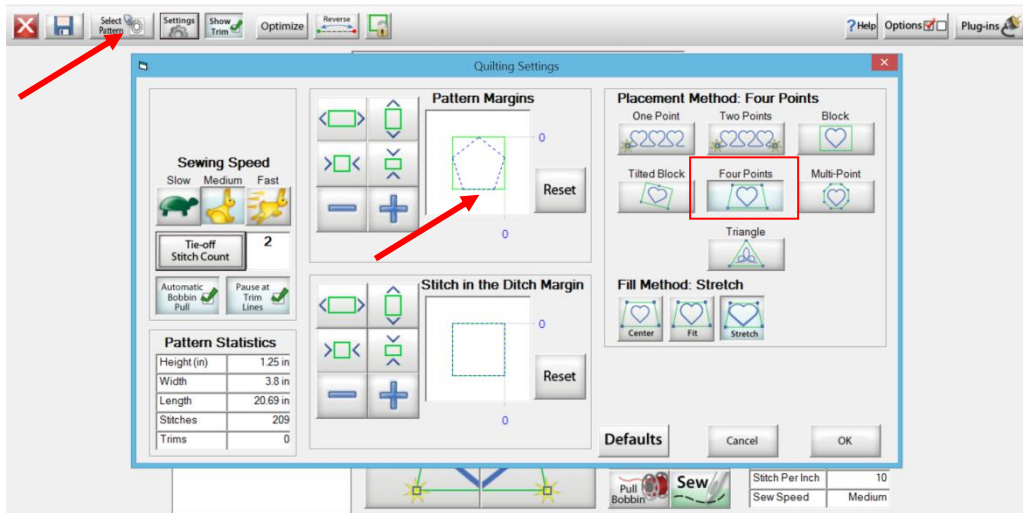 Select
Pattern
Settings
Show
Trim
Optimize
Reverse
? Help
Options
Plug-ins
Quilting Settings
Sewing Speed
Slow Medium Fast
Tie-off
Stitch Count
2
Automatic
Bobbin
Pull
Pause at
Trim
Lines
Pattern Statistics
Height (in) 1.25 in
Width 3.8 in
Length 20.69 in
Stitches 209
Trims 0
Pattern Margins
0
Reset
0
Stitch in the Ditch Margin
0
Reset
0
Placement Method: Four Points
One Point Two Points Block
Tilted Block Four Points Multi-Point
Triangle
Fill Method: Stretch
Center Fit Stretch
Defaults Cancel OK
Pull
Bobbin
Sew
Stitch Per Inch 10
Sew Speed Medium